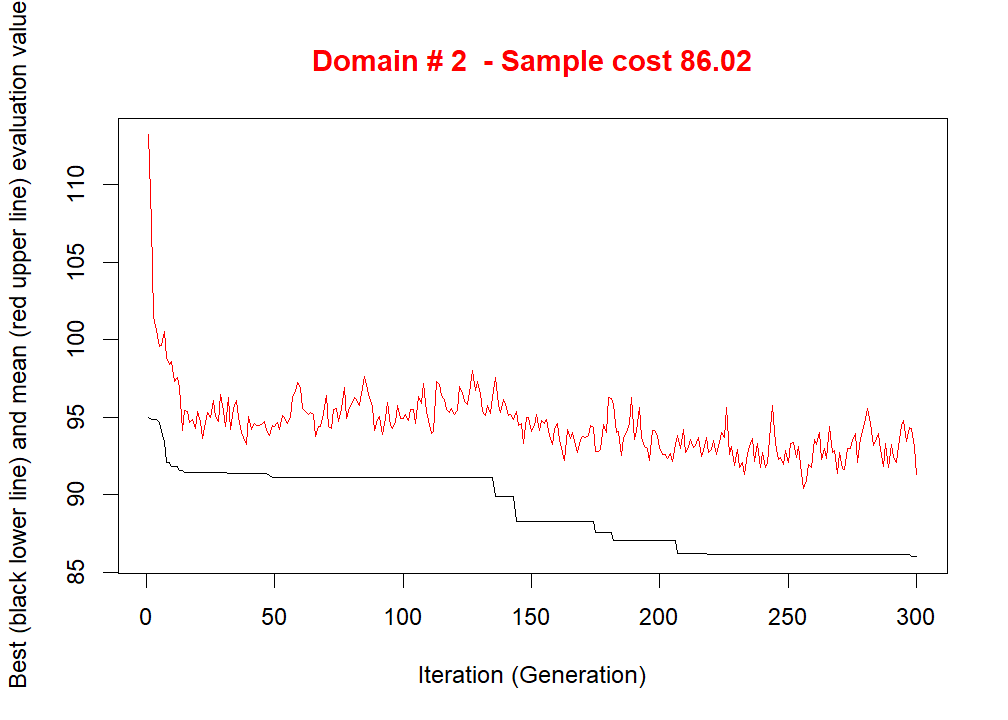 Domain # 2  - Sample cost 86.02
Best (black lower line) and mean (red upper line) evaluation value
110
105
100
95
90
85
0 50 100 150 200 250 300
Iteration (Generation)